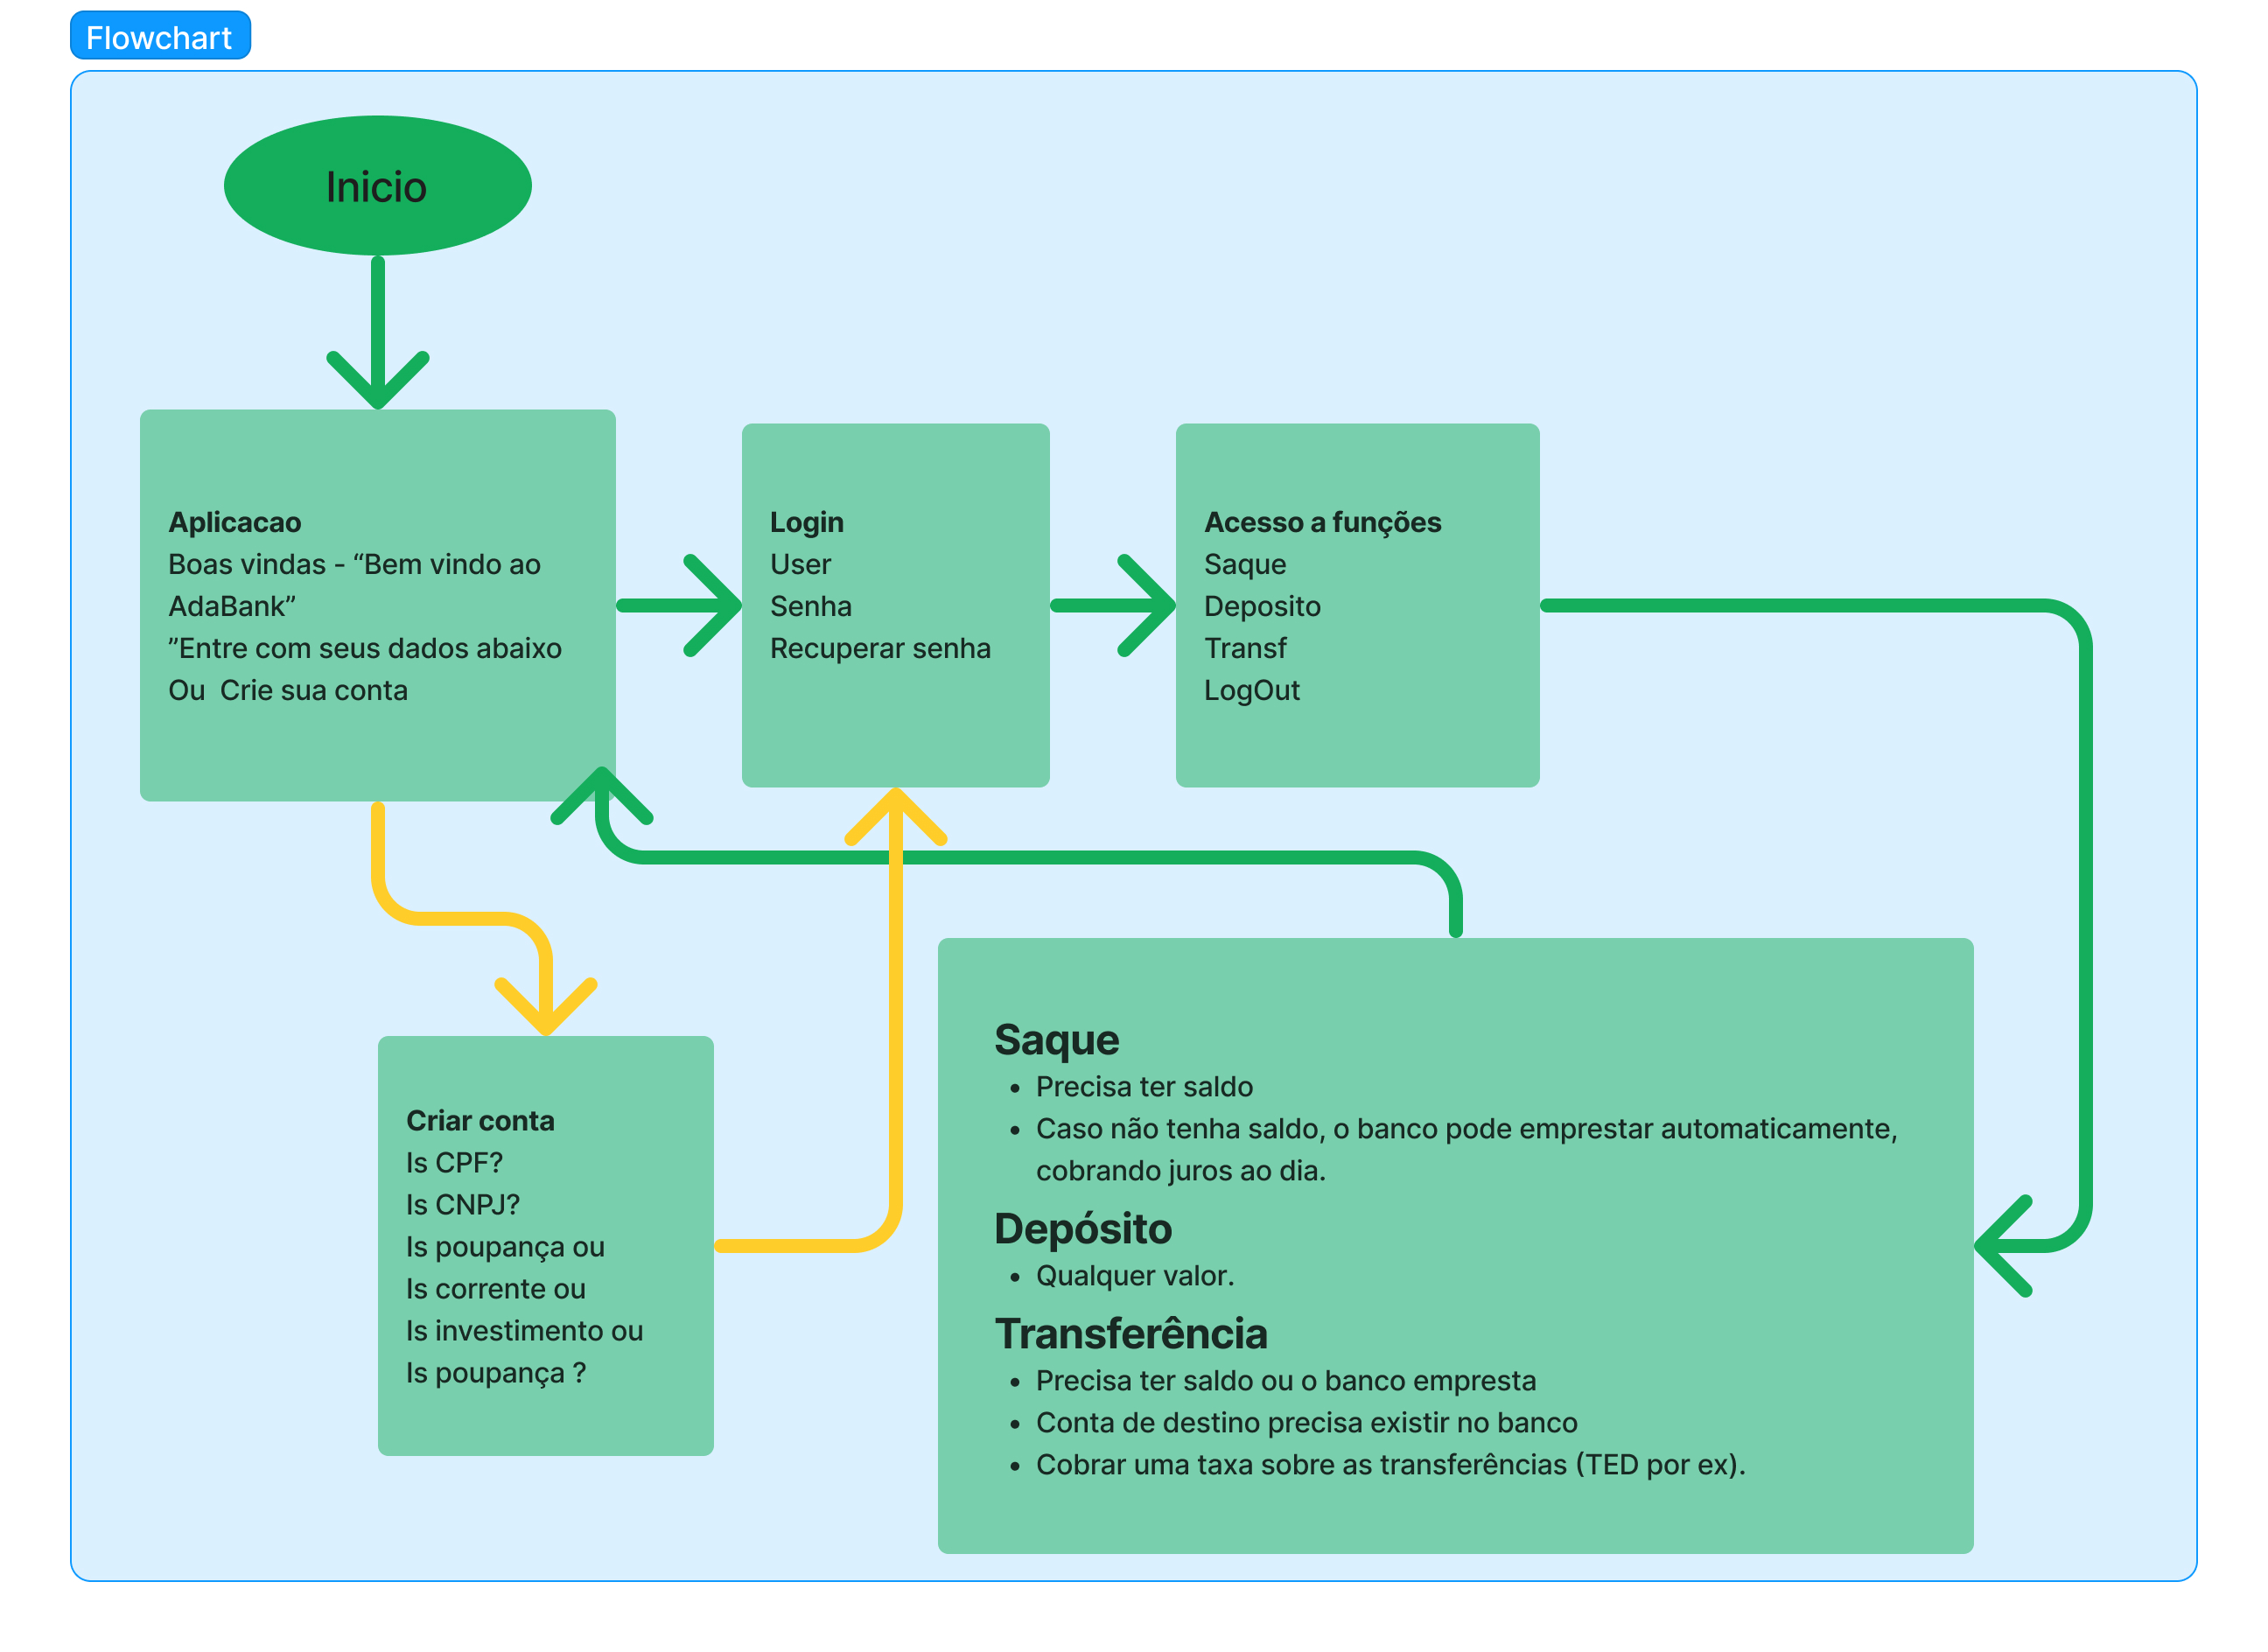 Flowchart
Inicio
Aplicacao
Boas vindas - “Bem vindo ao
AdaBank”
”Entre com seus dados abaixo
Ou  Crie sua conta
Login
User
Senha
Recuperar senha
Acesso a funções
Saque
Deposito
Transf
LogOut
Criar conta
Is CPF?
Is CNPJ?
Is poupança ou
Is corrente ou
Is investimento ou
Is poupança ?
Saque
• Precisa ter saldo
• Caso não tenha saldo, o banco pode emprestar automaticamente,
cobrando juros ao dia.
Depósito
• Qualquer valor.
Transferência
• Precisa ter saldo ou o banco empresta
• Conta de destino precisa existir no banco
• Cobrar uma taxa sobre as transferências (TED por ex).